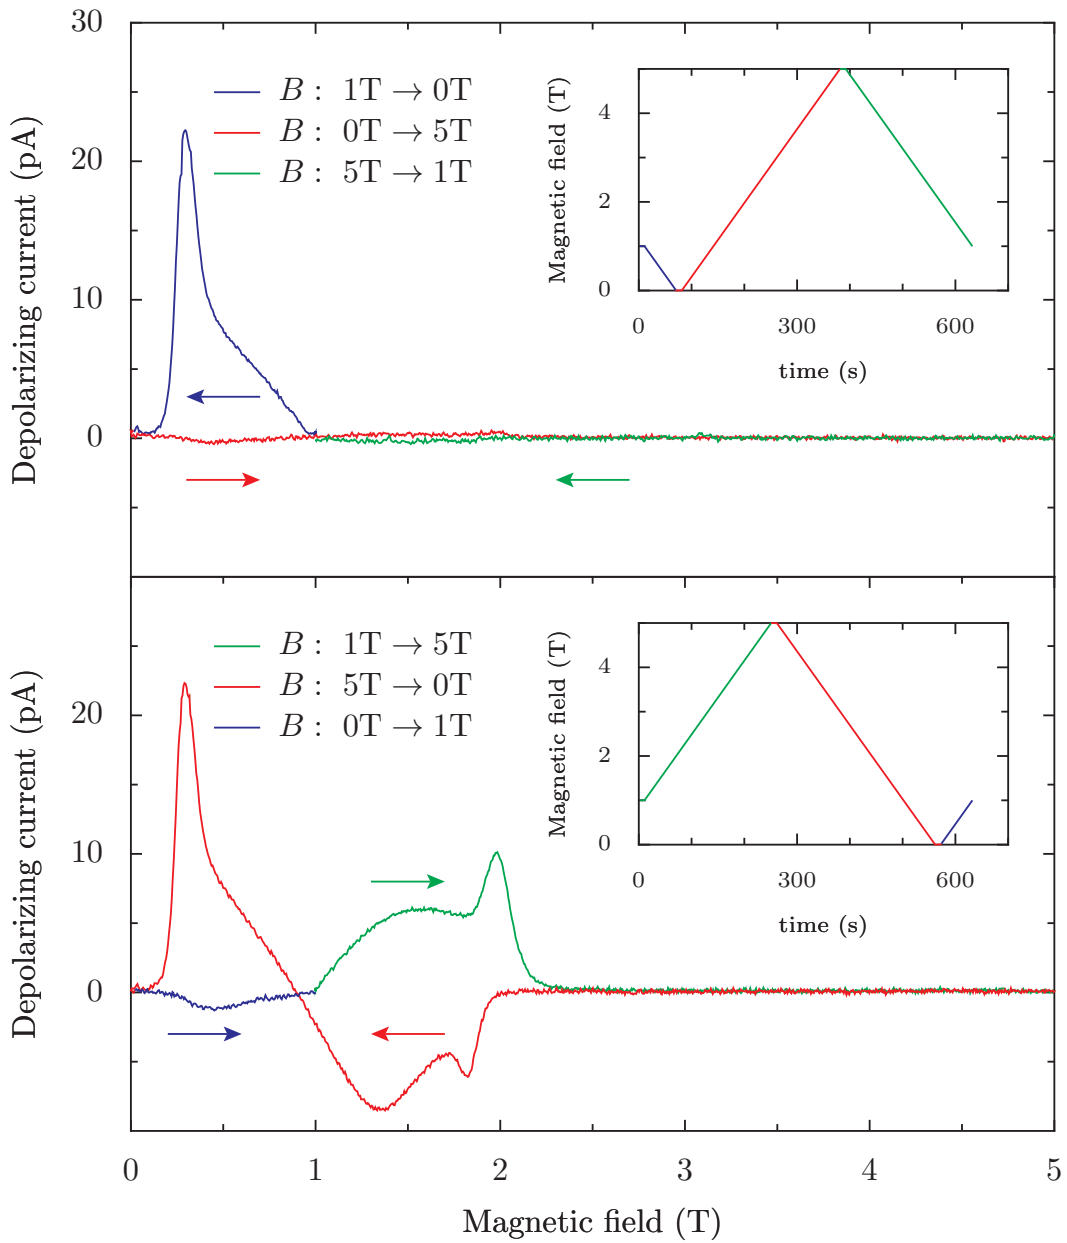 30
20
10
0
Depolarizing current (pA)
B : 1T → 0T
B : 0T → 5T
B : 5T → 1T
Magnetic field (T)
4
2
0
0 300 600
time (s)
20
10
0
Depolarizing current (pA)
B : 1T → 5T
B : 5T → 0T
B : 0T → 1T
Magnetic field (T)
4
2
0
0 300 600
time (s)
0 1 2 3 4 5
Magnetic field (T)